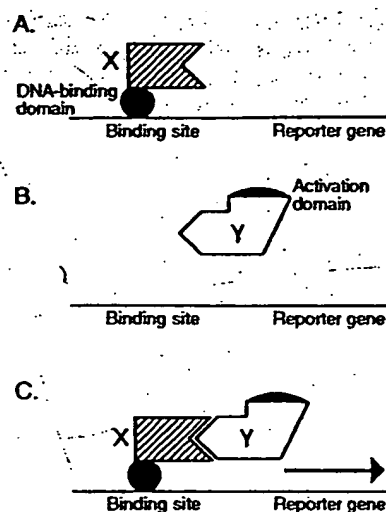 A.
X
DNA-binding
domain
Binding site Reporter gene
B.
Activation
domain
Y
Binding site Reporter gene
C.
X Y
Binding site Reporter gene